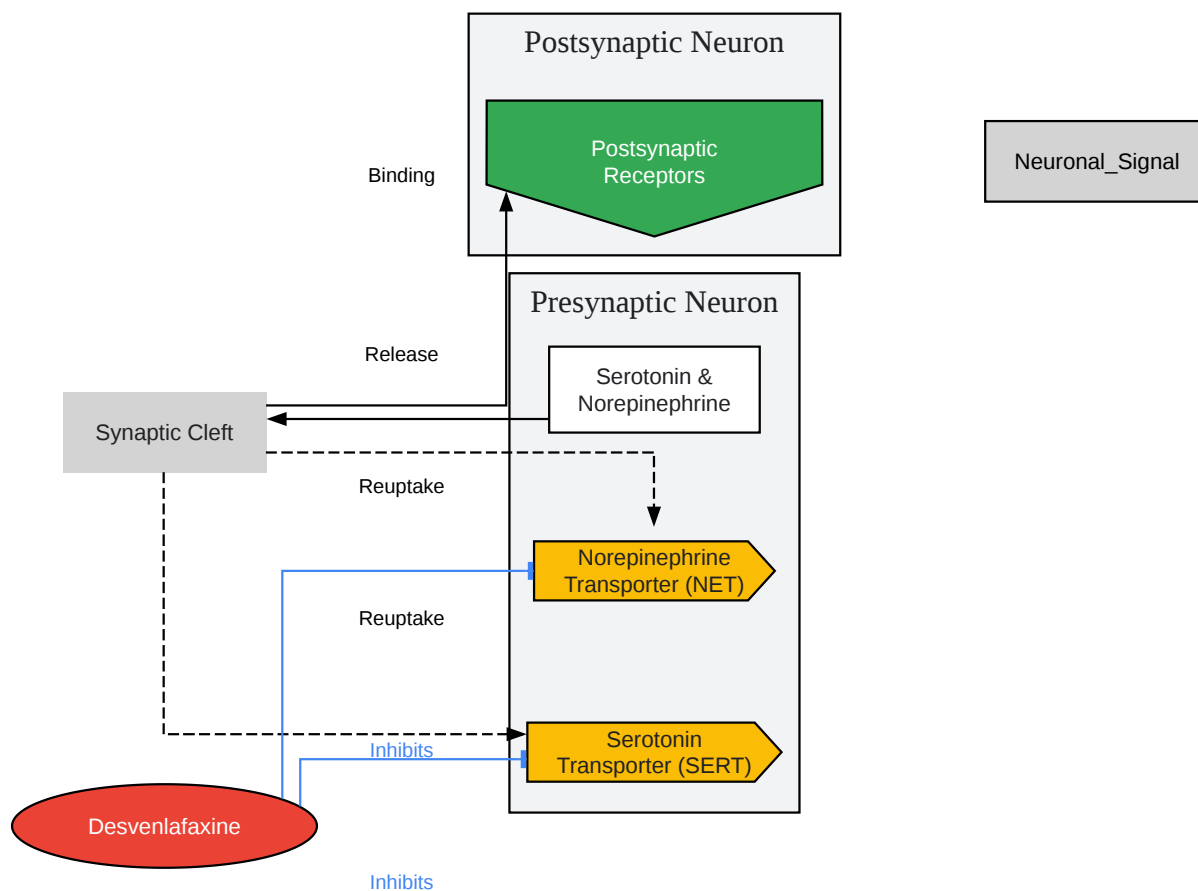 Postsynaptic Neuron
Postsynaptic
Receptors
Neuronal_Signal
Binding
Presynaptic Neuron
Release
Serotonin &
Norepinephrine
Synaptic Cleft
Reuptake
Norepinephrine
Transporter (NET)
Reuptake
Serotonin
Transporter (SERT)
Inhibits
Desvenlafaxine
Inhibits